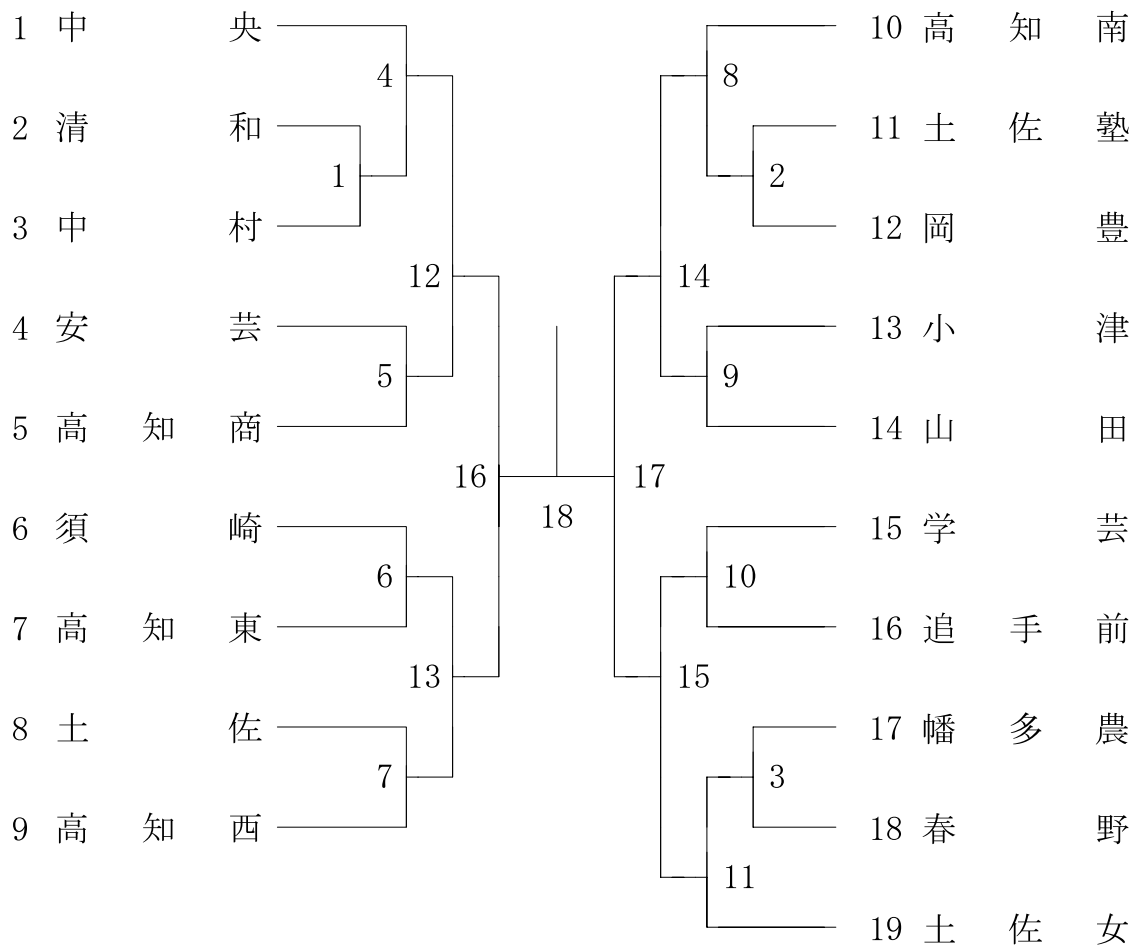 1 中央
4
2 清和
1
3 中村
12
4 安芸
5
5 高知商
16
6 須崎
6
7 高知東
13
8 土佐
7
9 高知西
18
10 高知南
8
11 土佐塾
2
12 岡豊
14
13 小津
9
14 山田
17
15 学芸
10
16 追手前
15
17 幡多農
3
18 春野
11
19 土佐女